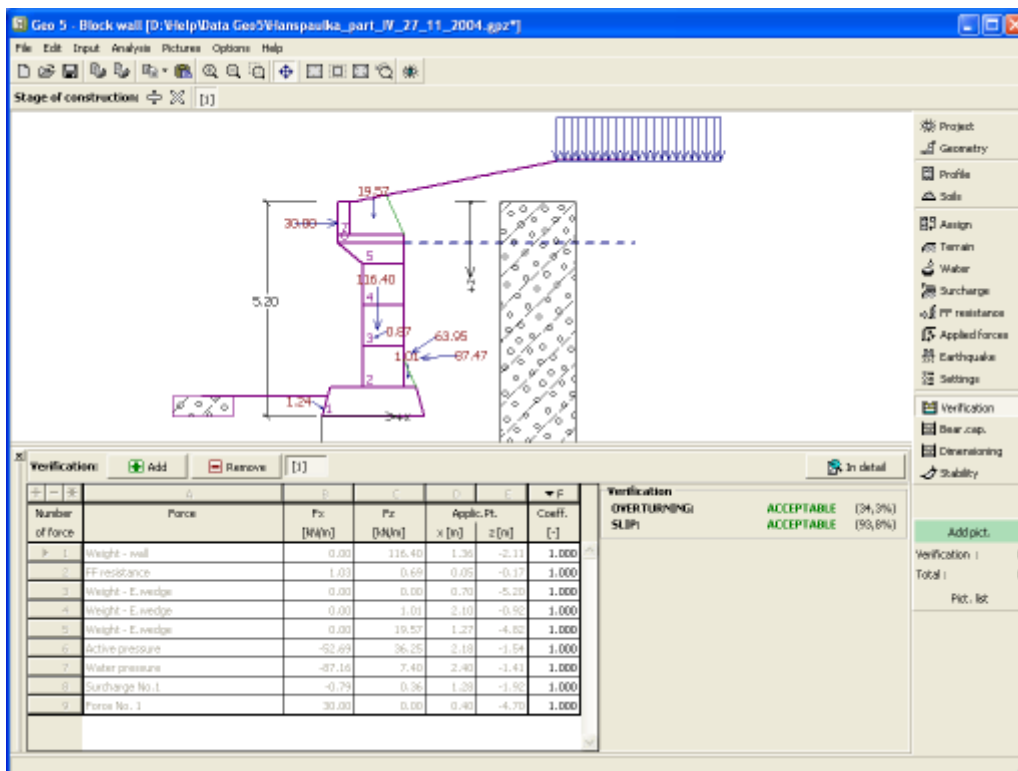 Geo 5 - Block wall [D:\Help\Data Geo5\Hanspaulka_part_IV_27_11_2004.gpz*]
File Edit Input Analysis Pictures Options Help
Stage of construction: [1]
19.57
30.00
5
116.40
5.20
4
+z
3
0.87
63.95
1.01
87.47
2
1.24
1
+x
Project
Geometry
Profile
Soils
Assign
Terrain
Water
Surcharge
FF resistance
Applied forces
Earthquake
Settings
Verification
Bear.cap.
Dimensioning
Stability
Add pict.
Verification :
Total :
Pict. list
Verification: Add Remove [1] In detail
A B C D E F
Number Force Fx Fz Applic.Pt. Coeff.
of force [kN/m] [kN/m] x [m] z [m] [-]
1 Weight - wall 0.00 116.40 1.36 -2.11 1.000
2 FF resistance 1.03 0.69 0.05 -0.17 1.000
3 Weight - E.wedge 0.00 0.00 0.70 -5.20 1.000
4 Weight - E.wedge 0.00 1.01 2.10 -0.92 1.000
5 Weight - E.wedge 0.00 19.57 1.27 -4.82 1.000
6 Active pressure -52.69 36.25 2.18 -1.54 1.000
7 Water pressure -87.16 7.40 2.40 -1.41 1.000
8 Surcharge No.1 -0.79 0.36 1.28 -1.92 1.000
9 Force No. 1 30.00 0.00 0.40 -4.70 1.000
Verification
OVERTURNING: ACCEPTABLE (34,3%)
SLIP: ACCEPTABLE (93,8%)